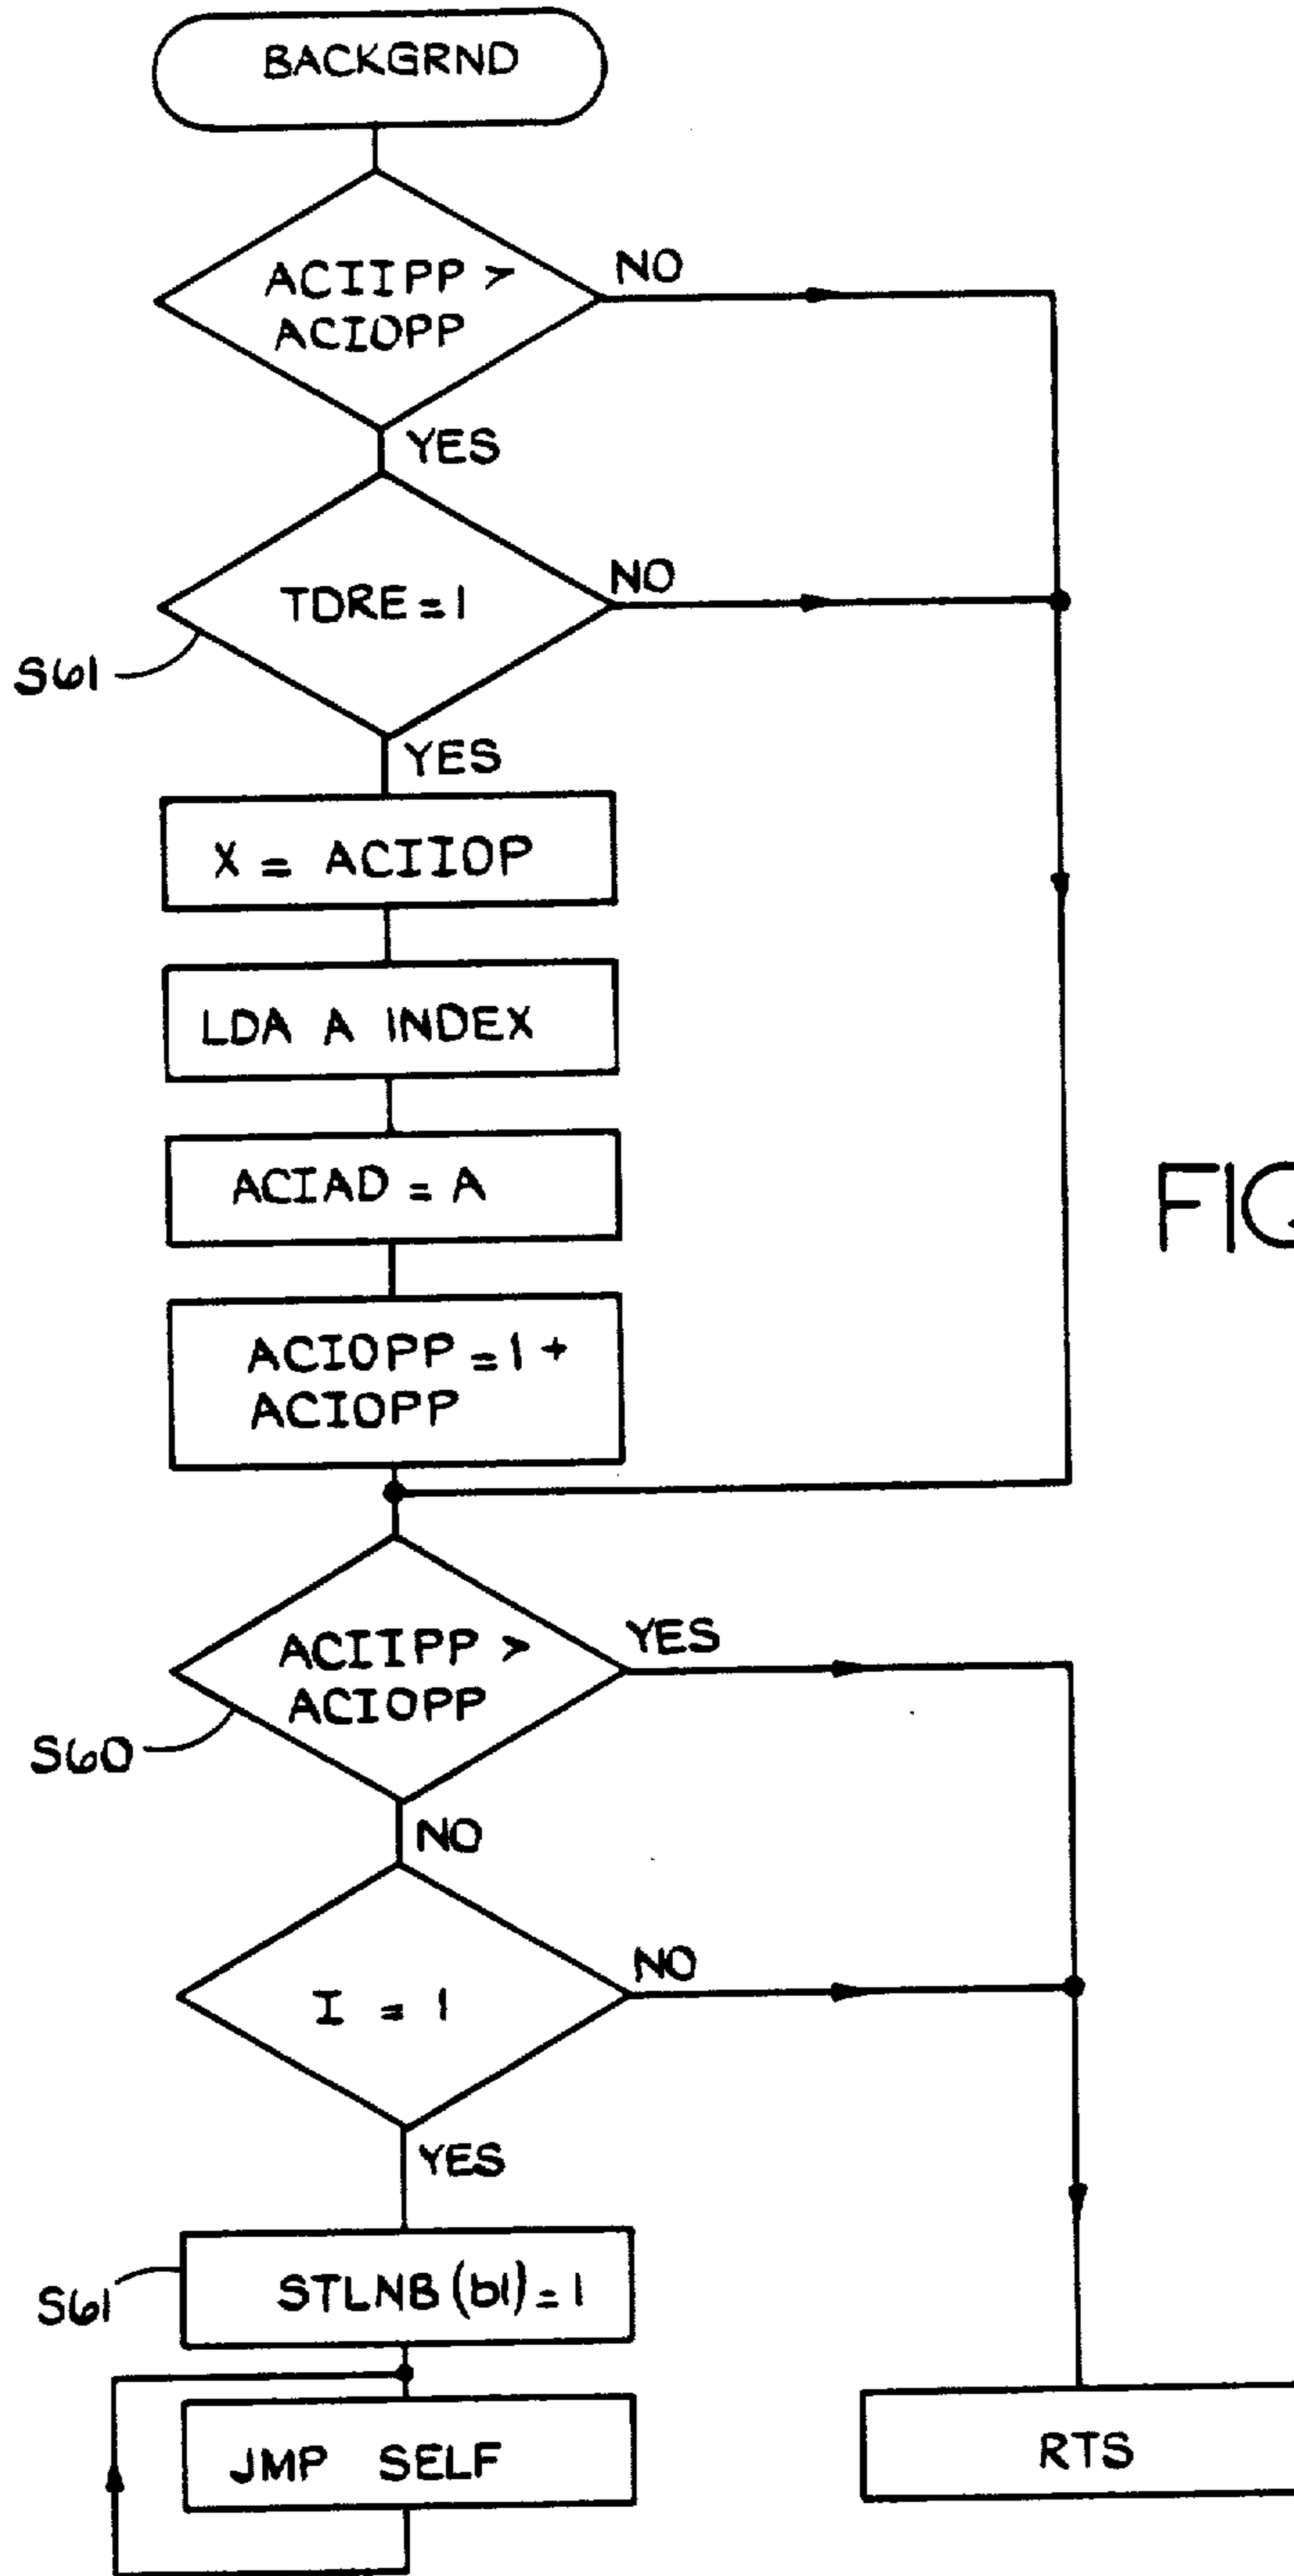 BACKGRND
ACIIPP >
ACIOPP
NO
YES
TDRE = 1
NO
S61
YES
X = ACIIOP
LDA A INDEX
ACIAD = A
FIG
ACIOPP = 1 +
ACIOPP
ACIIPP >
ACIOPP
YES
S60
NO
I = 1
NO
YES
STLNB (b1) = 1
S61
JMP SELF
RTS